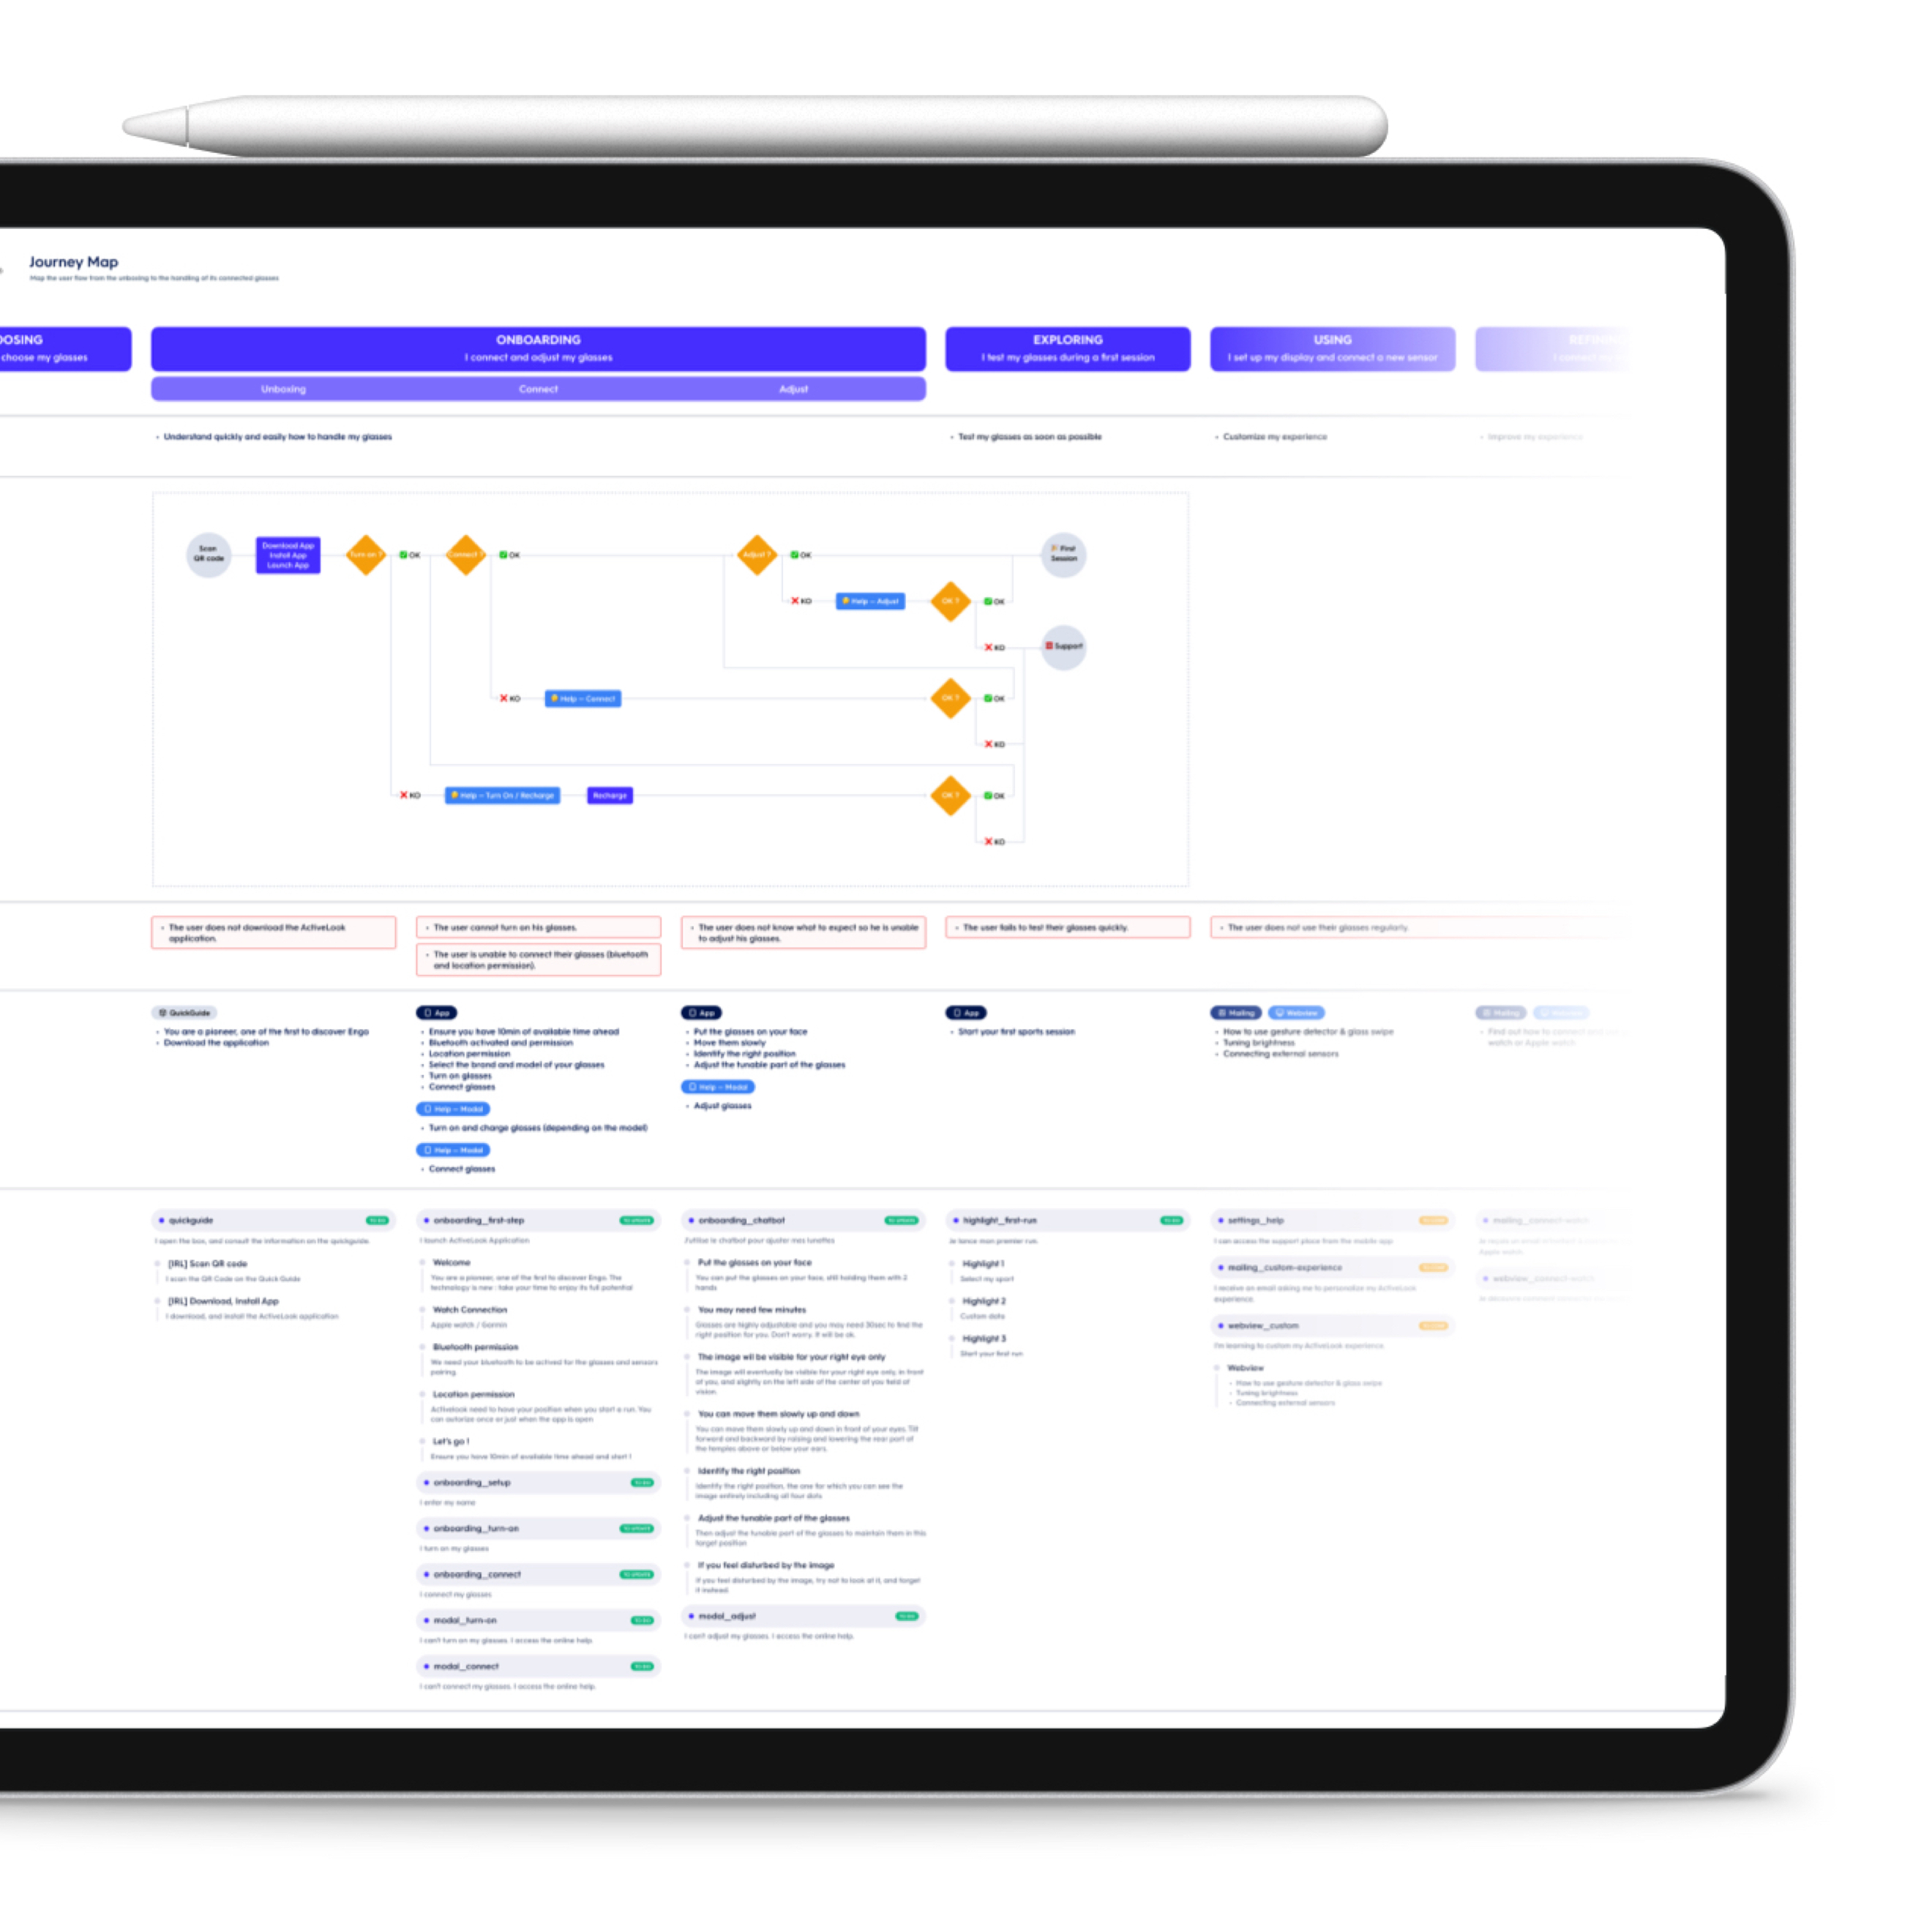 Journey Map
Map the user flow from the unboxing to the handling of its connected glasses
OSING
choose my glasses
ONBOARDING
I connect and adjust my glasses
EXPLORING
I test my glasses during a first session
USING
I set up my display and connect a new sensor
Unboxing
Connect
Adjust
• Understand quickly and easily how to handle my glasses
• Test my glasses as soon as possible
• Customize my experience
• Improve my experience
Scan
QR code
Download App
Install App
Launch App
Turn on ?
OK
Connect ?
OK
Adjust ?
OK
First
Session
KO
Help – Adjust
OK ?
OK
KO
Support
KO
Help – Connect
OK ?
OK
KO
KO
Help – Turn On / Recharge
Recharge
OK ?
OK
KO
• The user does not download the ActiveLook
application.
• The user cannot turn on his glasses.
• The user is unable to connect their glasses (bluetooth
and location permission).
• The user does not know what to expect so he is unable
to adjust his glasses.
• The user fails to test their glasses quickly.
• The user does not use their glasses regularly.
QuickGuide
• You are a pioneer, one of the first to discover Engo
• Download the application
App
• Ensure you have 10min of available time ahead
• Bluetooth activated and permission
• Location permission
• Select the brand and model of your glasses
• Turn on glasses
• Connect glasses
Help – Modal
• Turn on and charge glasses (depending on the model)
Help – Modal
• Connect glasses
App
• Put the glasses on your face
• Move them slowly
• Identify the right position
• Adjust the tunable part of the glasses
Help – Modal
• Adjust glasses
App
• Start your first sports session
Mailing
Webview
• How to use gesture detector & glass swipe
• Tuning brightness
• Connecting external sensors
Mailing
• Find out how to connect
watch or Apple watch
quickguide
TO DO
I open the box, and consult the information on the quickguide.
[IRL] Scan QR code
I scan the QR Code on the Quick Guide
[IRL] Download, Install App
I download, and install the ActiveLook application
onboarding_first-step
TO UPDATE
I launch ActiveLook Application
Welcome
You are a pioneer, one of the first to discover Engo. The
technology is new : take your time to enjoy its full potential
Watch Connection
Apple watch / Garmin
Bluetooth permission
We need your bluetooth to be actived for the glasses and sensors
pairing.
Location permission
Activelook need to have your position when you start a run. You
can autorize once or just when the app is open
Let's go !
Ensure you have 10min of available time ahead and start !
onboarding_setup
TO DO
I enter my name
onboarding_turn-on
TO UPDATE
I turn on my glasses
onboarding_connect
TO UPDATE
I connect my glasses
modal_turn-on
TO DO
I can't turn on my glasses. I access the online help.
modal_connect
TO DO
I can't connect my glasses. I access the online help.
onboarding_chatbot
TO UPDATE
J'utilise le chatbot pour ajuster mes lunettes
Put the glasses on your face
You can put the glasses on your face, still holding them with 2
hands
You may need few minutes
Glasses are highly adjustable and you may need 30sec to find the
right position for you. Don't worry. It will be ok.
The image wil be visible for your right eye only
The image will eventually be visible for your right eye only, in front
of you, and slightly on the left side of the center of you field of
vision.
You can move them slowly up and down
You can move them slowly up and down in front of your eyes. Tilt
forward and backward by raising and lowering the rear part of
the temples above or below your ears.
Identify the right position
Identify the right position, the one for which you can see the
image entirely including all four dots
Adjust the tunable part of the glasses
Then adjust the tunable part of the glasses to maintain them in this
target position
If you feel disturbed by the image
If you feel disturbed by the image, try not to look at it, and forget
it instead.
modal_adjust
TO DO
I can't adjust my glasses. I access the online help.
highlight_first-run
TO DO
Je lance mon premier run.
Highlight 1
Select my sport
Highlight 2
Custom data
Highlight 3
Start your first run
settings_help
I can access the support place from the mobile app
mailing_custom-experience
I receive an email asking me to personalize my ActiveLook
experience.
webview_custom
I'm learning to custom my ActiveLook experience.
Webview
• How to use gesture detector & glass swipe
• Tuning brightness
• Connecting external sensors
mailing_connect-watch
Apple watch.
webview_connect-watch